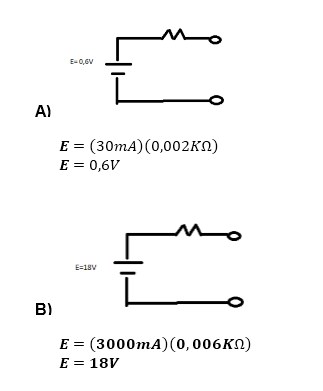 E=0,6V
A)
E = (30mA)(0,002KΩ)
E = 0,6V
E=18V
B)
E = (3000mA)(0,006KΩ)
E = 18V